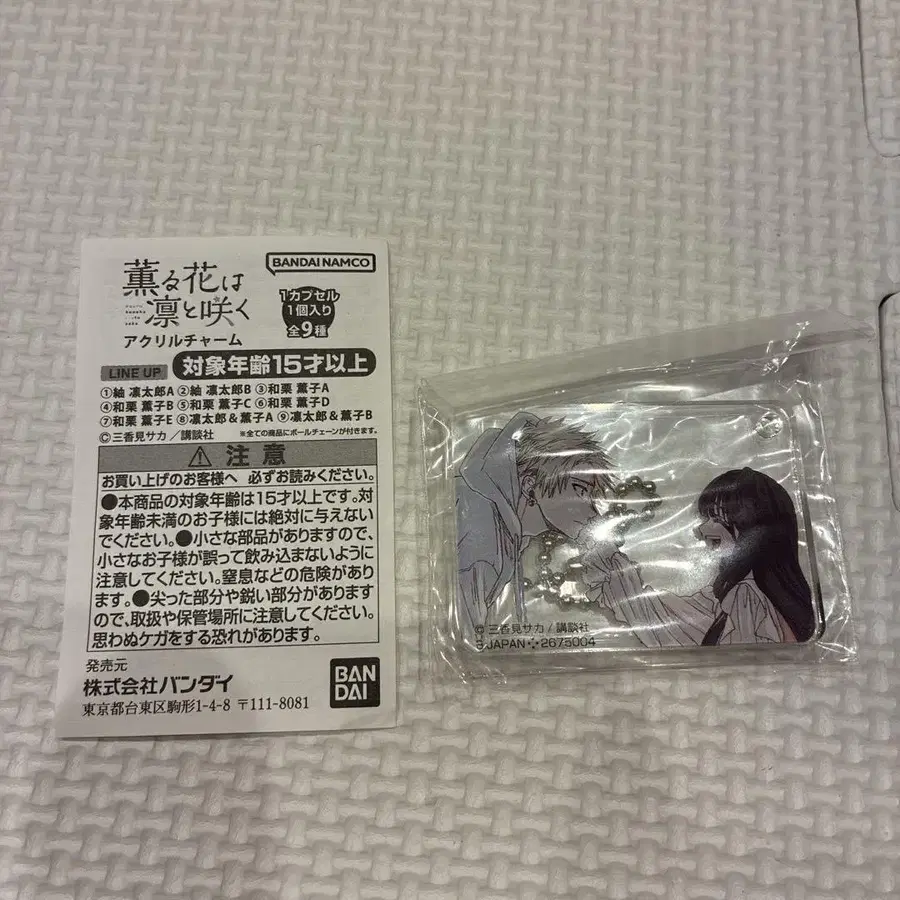 薫る花は
凛と咲く
アクリルチャーム
BANDAI NAMCO
1カプセル
1個入り
全9種
LINE UP
対象年齢15才以上
①紬 凛太郎A ②紬 凛太郎B ③和栗 薫子A
④和栗 薫子B ⑤和栗 薫子C ⑥和栗 薫子D
⑦和栗 薫子E ⑧凛太郎&薫子A ⑨凛太郎&薫子B
©三香見サカ/講談社 ※全ての商品にボールチェーンが付きます。
⚠注意
お買い上げのお客様へ 必ずお読みください。
●本商品の対象年齢は15才以上です。対
象年齢未満のお子様には絶対に与えない
でください。●小さな部品がありますので、
小さなお子様が誤って飲み込まないように
注意してください。窒息などの危険があり
ます。●尖った部分や鋭い部分があります
ので、取扱や保管場所に注意してください。
思わぬケガをする恐れがあります。
発売元
株式会社バンダイ
東京都台東区駒形1-4-8 〒111-8081
BAN
DAI
©三香見サカ/講談社
JAPAN 2675004